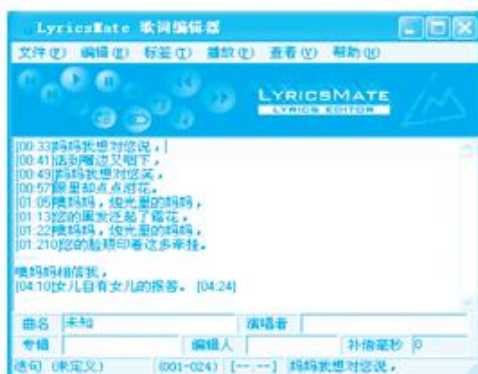 LyricsMate 歌词编辑器
文件(F) 编辑(E) 标签(T) 播放(P) 查看(V) 帮助(H)
LYRICSMATE
LYRICS EDITOR
[00:33]妈妈我想对您说，
[00:41]话到嘴边又咽下，
[00:49]妈妈我想对您笑，
[00:57]眼里却点点泪花。
[01:05]噢妈妈，烛光里的妈妈，
[01:13]您的黑发泛起了霜花，
[01:22]噢妈妈，烛光里的妈妈，
[01:210]您的脸颊印着这多牵挂。
噢妈妈相信我，
[04:10]女儿自有女儿的报答。 [04:24]
曲名 未知 演唱者
专辑 编辑人 补偿毫秒 0
语句 (未定义) (001-024) [--.--] 妈妈我想对您说，